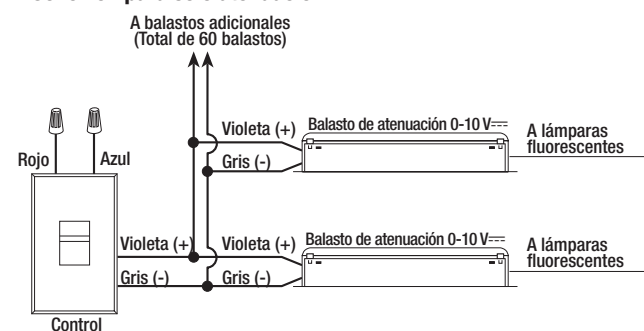 A balastos adicionales
(Total de 60 balastos)
Violeta (+)
Balasto de atenuación 0-10 V
A lámparas
fluorescentes
Rojo
Azul
Gris (-)
Violeta (+)
Violeta (+)
Balasto de atenuación 0-10 V
A lámparas
fluorescentes
Gris (-)
Gris (-)
Control